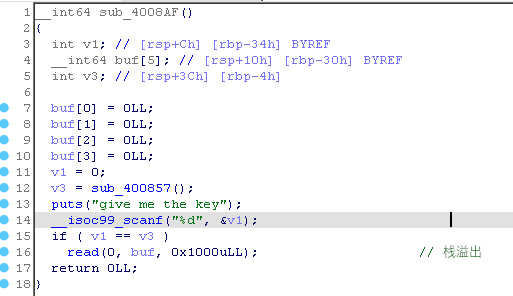 1 __int64 sub_4008AF()
2 {
3 int v1; // [rsp+Ch] [rbp-34h] BYREF
4 __int64 buf[5]; // [rsp+10h] [rbp-30h] BYREF
5 int v3; // [rsp+3Ch] [rbp-4h]
6
7 buf[0] = 0LL;
8 buf[1] = 0LL;
9 buf[2] = 0LL;
10 buf[3] = 0LL;
11 v1 = 0;
12 v3 = sub_400857();
13 puts("give me the key");
14 __isoc99_scanf("%d", &v1);
15 if ( v1 == v3 )
16 read(0, buf, 0x1000uLL); // 栈溢出
17 return 0LL;
18 }